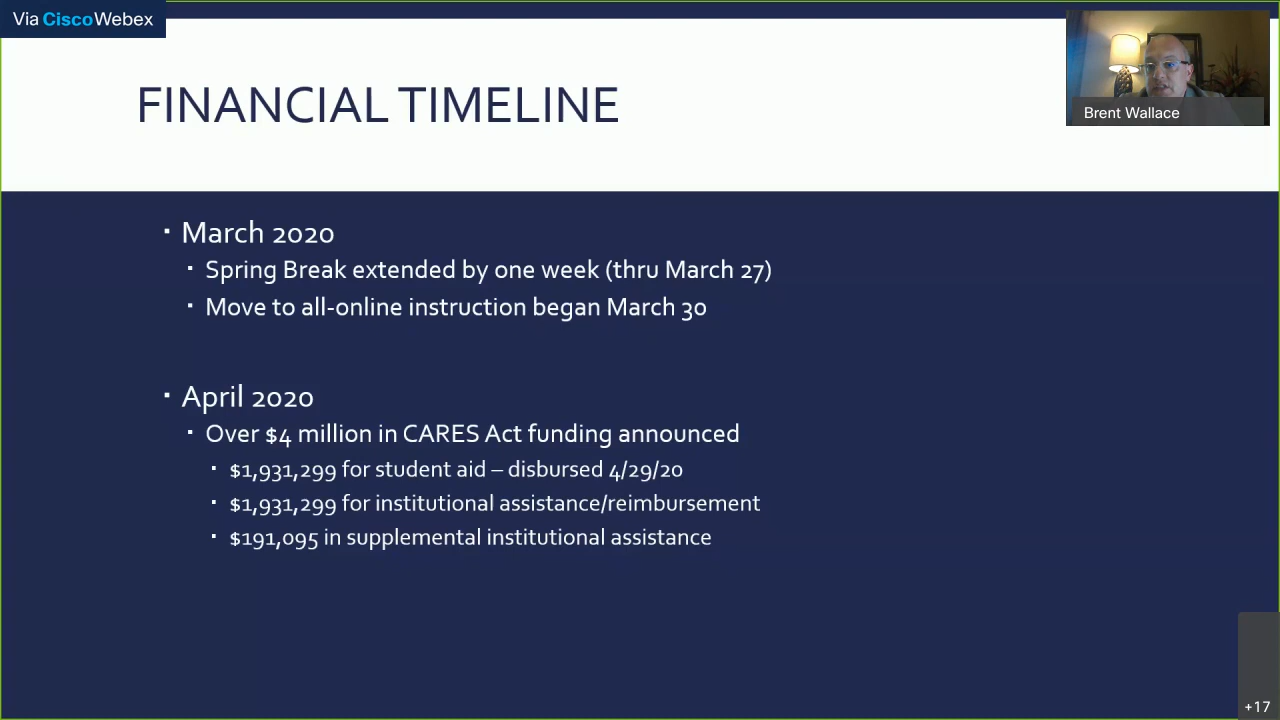 Via CiscoWebex
FINANCIAL TIMELINE
Brent Wallace
▪ March 2020
▪ Spring Break extended by one week (thru March 27)
▪ Move to all-online instruction began March 30
▪ April 2020
▪ Over $4 million in CARES Act funding announced
▪ $1,931,299 for student aid – disbursed 4/29/20
▪ $1,931,299 for institutional assistance/reimbursement
▪ $191,095 in supplemental institutional assistance
+17